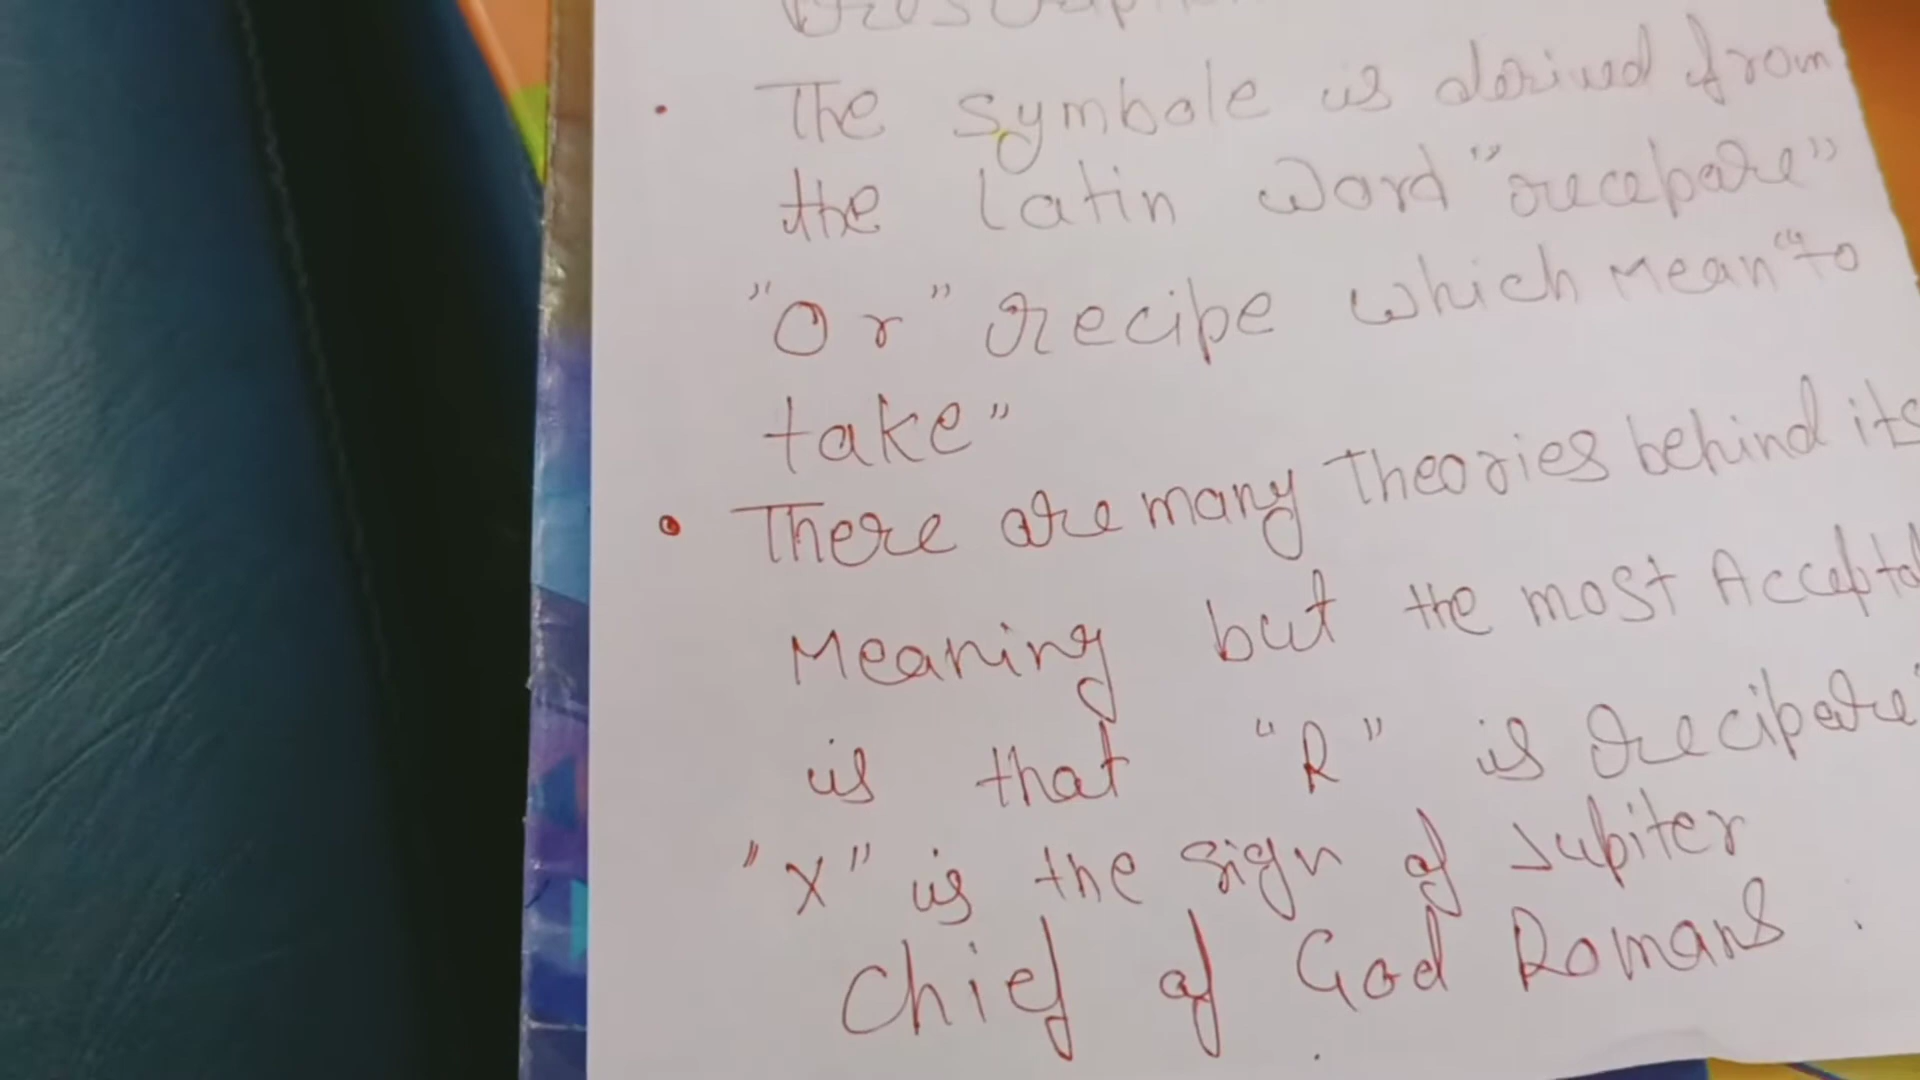 • The symbole is derived from
the Latin word "recepare"
"Or" recipe which Mean "to
take"
• There are many Theories behind its
Meaning but the most
is that "R" is recipere"
"X" is the sign of Jupiter
Chief of God Romans.